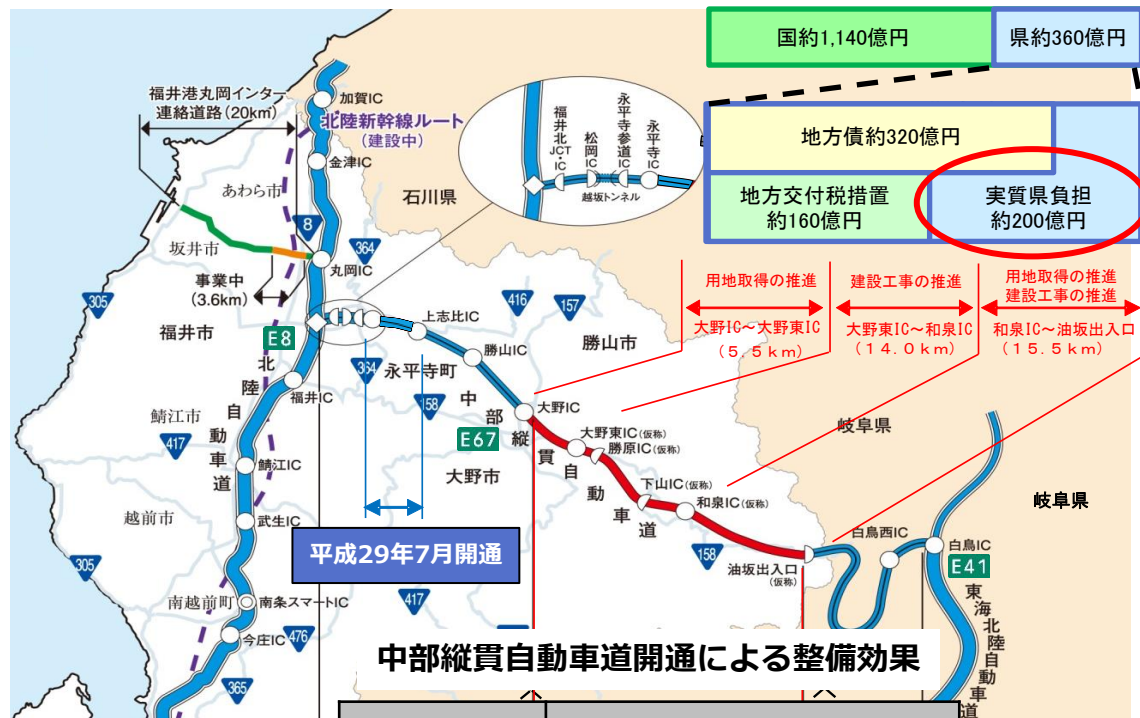 国約1,140億円
県約360億円
地方債約320億円
地方交付税措置
約160億円
実質県負担
約200億円
用地取得の推進
大野IC～大野東IC
（5．5ｋｍ）
建設工事の推進
大野東IC～和泉IC
（14．0ｋｍ）
用地取得の推進
建設工事の推進
和泉IC～油坂出入口
（15．5ｋｍ）
福井港丸岡インター
連絡道路(20km)
加賀IC
北陸新幹線ルート
(建設中)
金津IC
あわら市
石川県
福井北
JCT・IC
松岡IC
永平寺参道IC
永平寺IC
越坂トンネル
8
364
坂井市
丸岡IC
事業中
(3.6km)
305
416
157
福井市
E8
上志比IC
勝山IC
勝山市
364
永平寺町
158
北陸自動車道
福井IC
中部縦貫自動車道
E67
大野IC
大野市
大野東IC(仮称)
勝原IC(仮称)
下山IC(仮称)
和泉IC(仮称)
岐阜県
岐阜県
鯖江市
417
鯖江IC
越前市
武生IC
平成29年7月開通
158
油坂出入口
(仮称)
白鳥西IC
白鳥IC
E41
東海北陸自動車道
305
南越前町
南条スマートIC
417
今庄IC
476
365
中部縦貫自動車道開通による整備効果